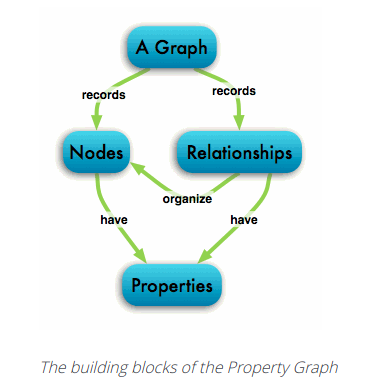 A Graph
records
records
Nodes
Relationships
organize
have
have
Properties
The building blocks of the Property Graph